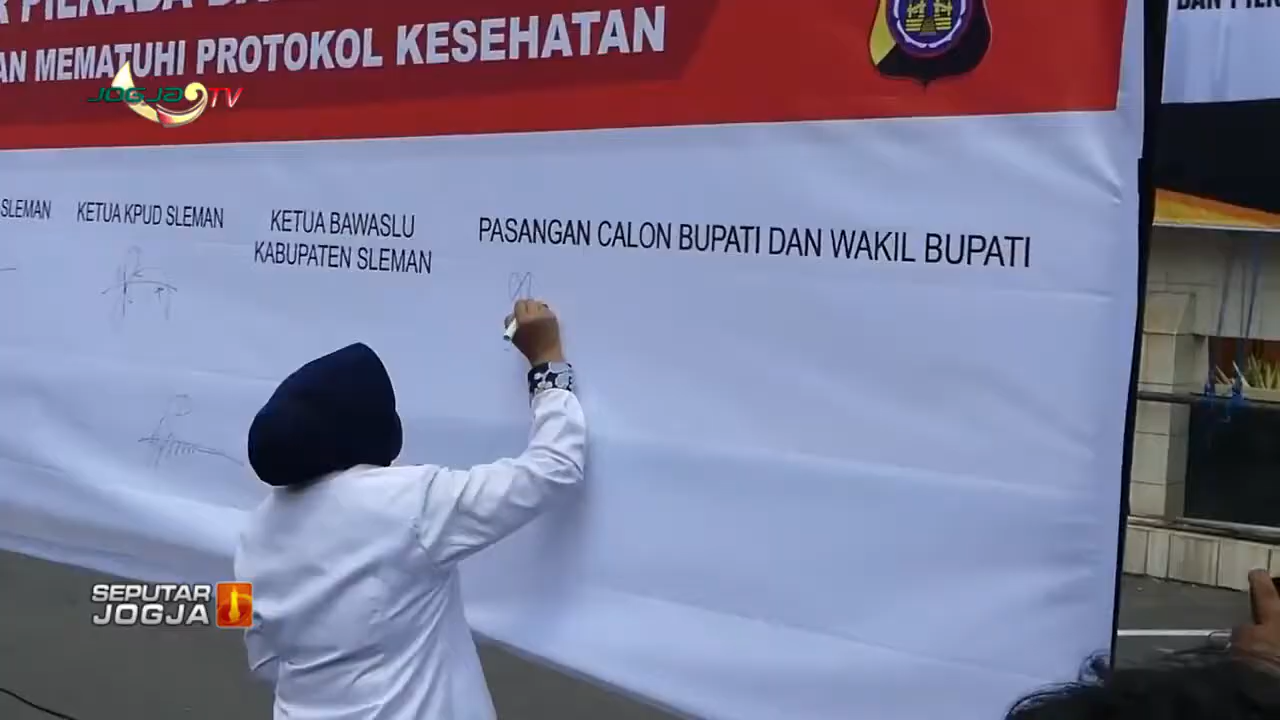 R PILKADA
AN MEMATUHI PROTOKOL KESEHATAN
JOGJA TV
SLEMAN
KETUA KPUD SLEMAN
KETUA BAWASLU
KABUPATEN SLEMAN
PASANGAN CALON BUPATI DAN WAKIL BUPATI
SEPUTAR
JOGJA